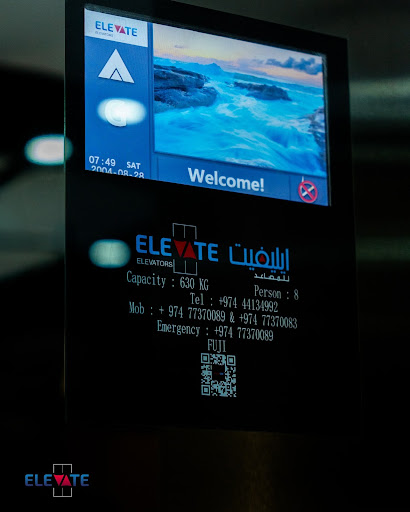 ELEVATE
ELEVATORS
07:49 SAT
2004-08-28
Welcome!
ELEVATE ايليفيت
ELEVATORS للمصاعد
Capacity : 630 KG Person : 8
Tel : +974 44134992
Mob : + 974 77370089 & +974 77370083
Emergency : +974 77370089
FUJI
ELEVATE